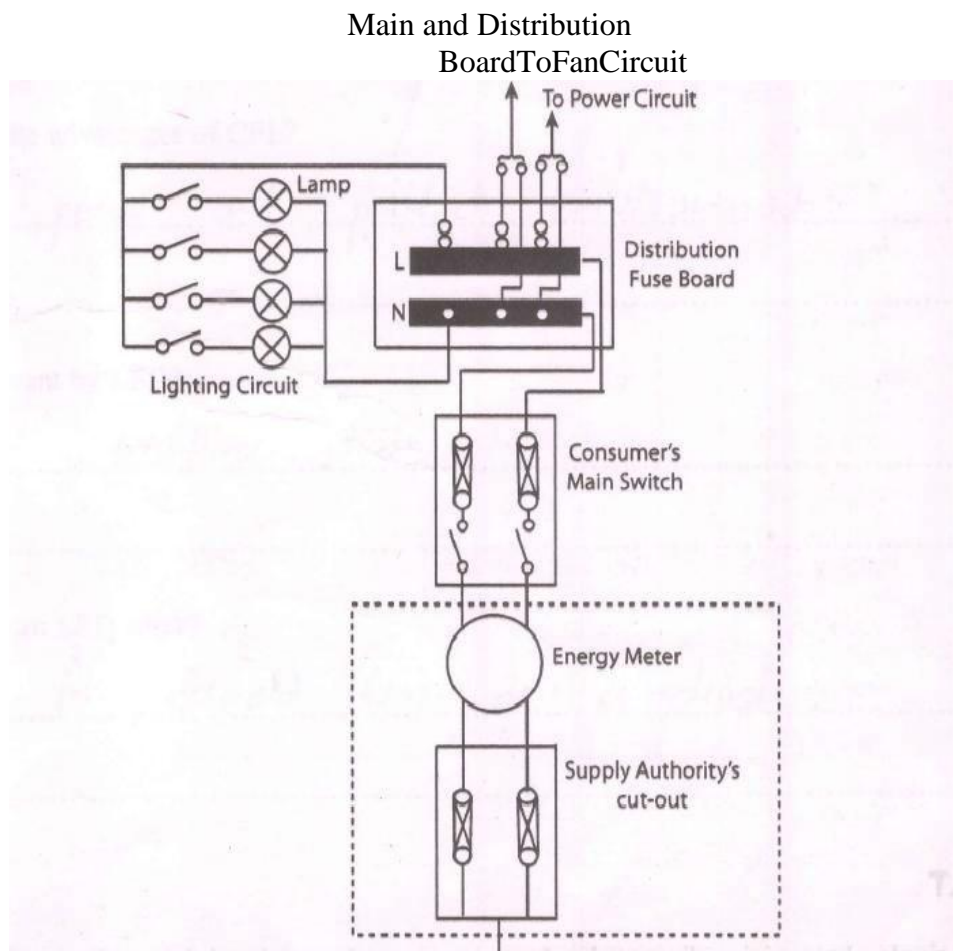 Main and Distribution
BoardToFanCircuit
To Power Circuit
Lamp
L
N
Distribution
Fuse Board
Lighting Circuit
Consumer's
Main Switch
Energy Meter
Supply Authority's
cut-out